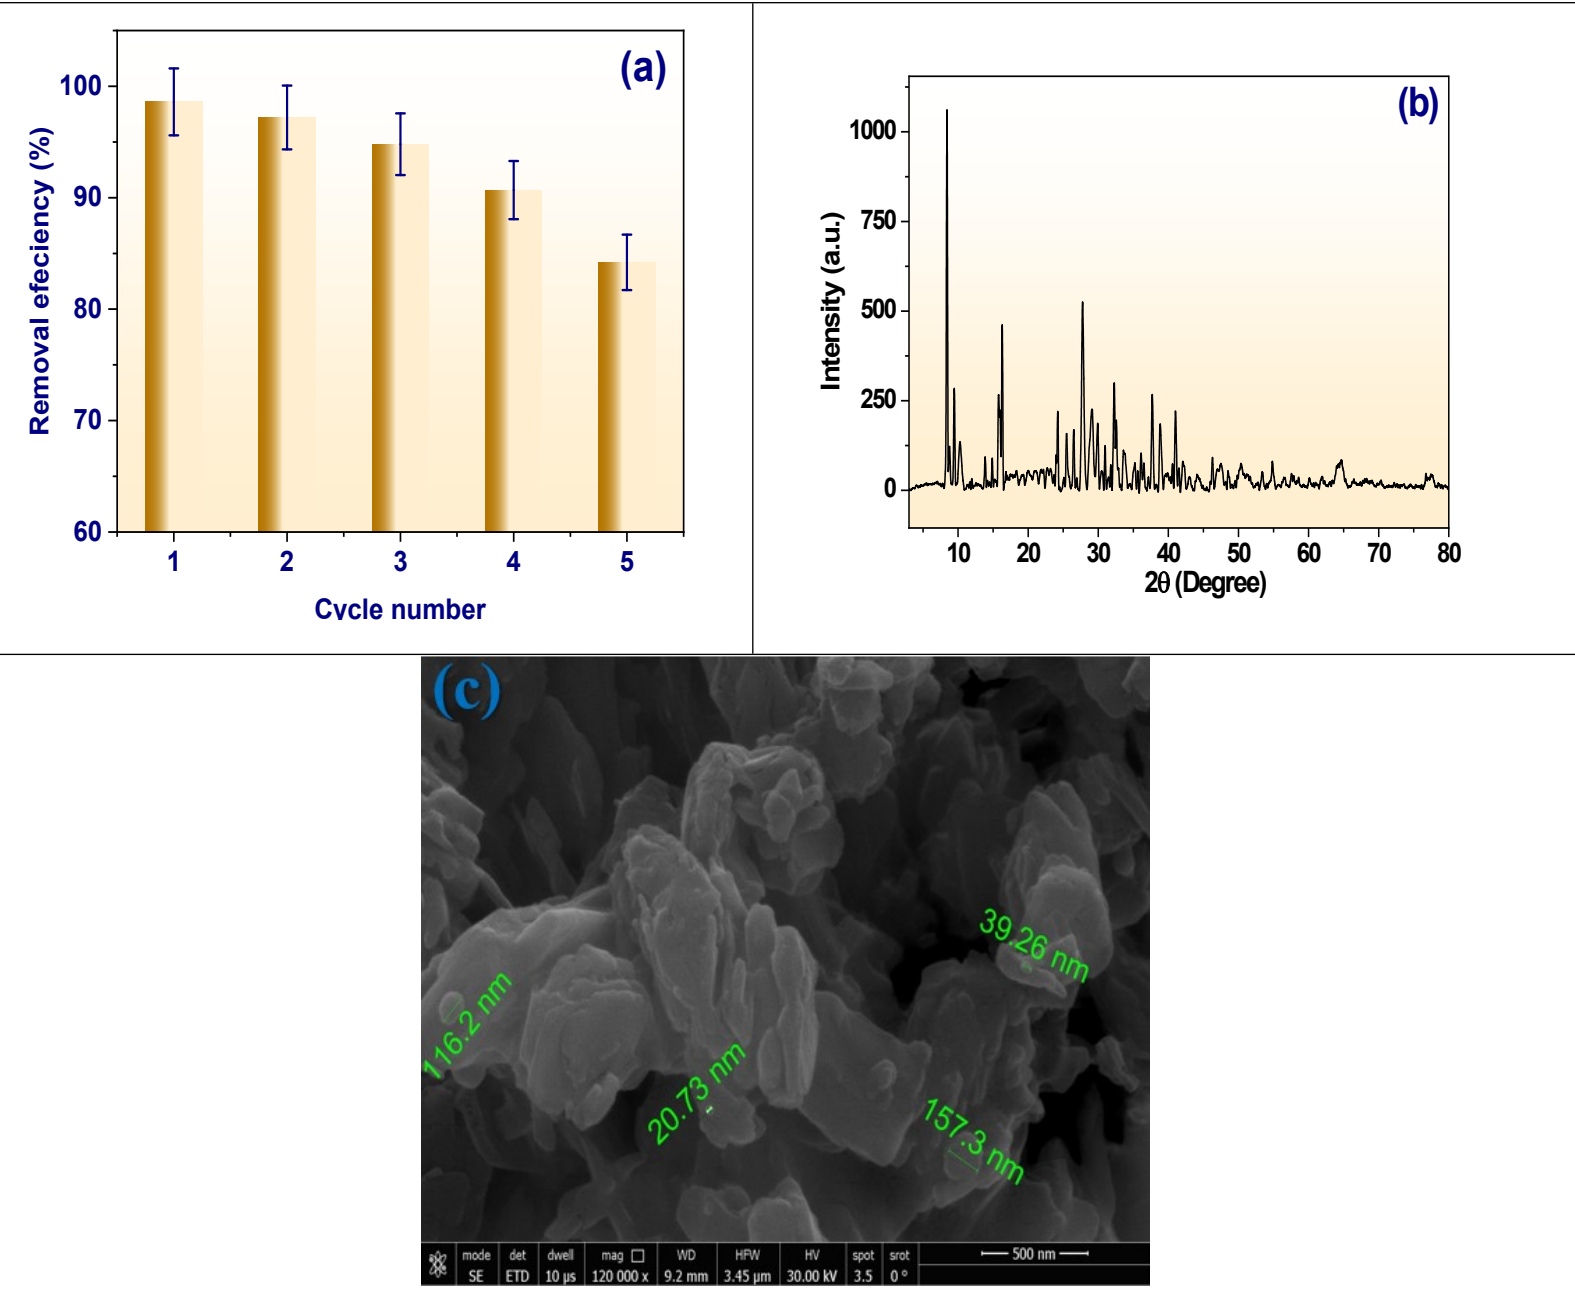 (a)
100
90
80
70
60
Removal efeciency (%)
1 2 3 4 5
Cycle number
(b)
1000
750
500
250
0
Intensity (a.u.)
10 20 30 40 50 60 70 80
2θ (Degree)
(c)
39.26 nm
116.2 nm
20.73 nm
157.3 nm
mode det dwell mag WD HFW HV spot srot
SE ETD 10 µs 120 000 x 9.2 mm 3.45 µm 30.00 kV 3.5 0 °
500 nm